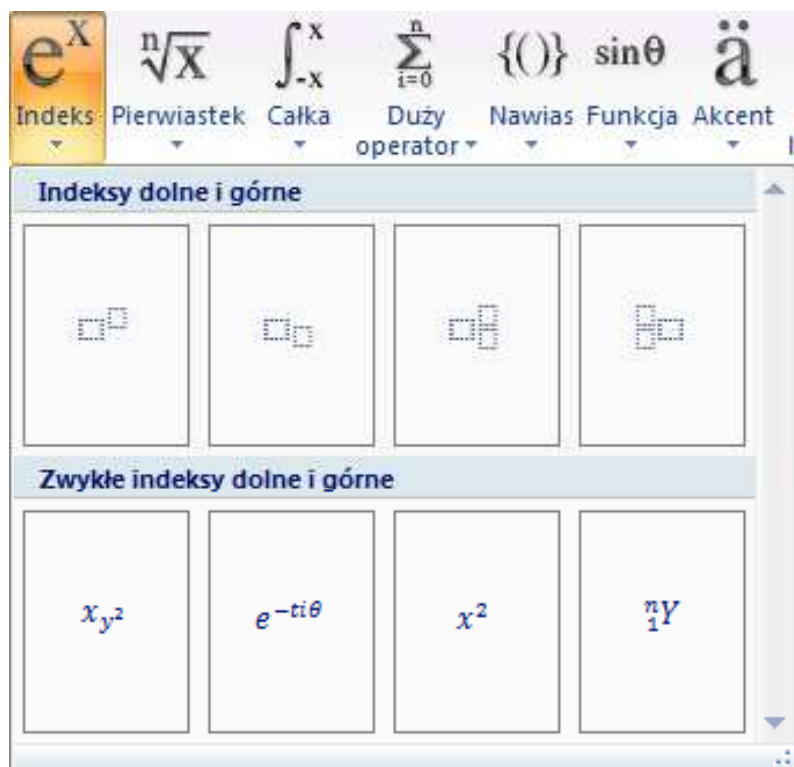 e^x ⁿ√x ∫ x -x n ∑ i=0 {()} sinθ ä
Indeks Pierwiastek Całka Duży operator Nawias Funkcja Akcent
Indeksy dolne i górne
Zwykłe indeksy dolne i górne
x_{y²} e^{-tiθ} x² ⁿ₁Y